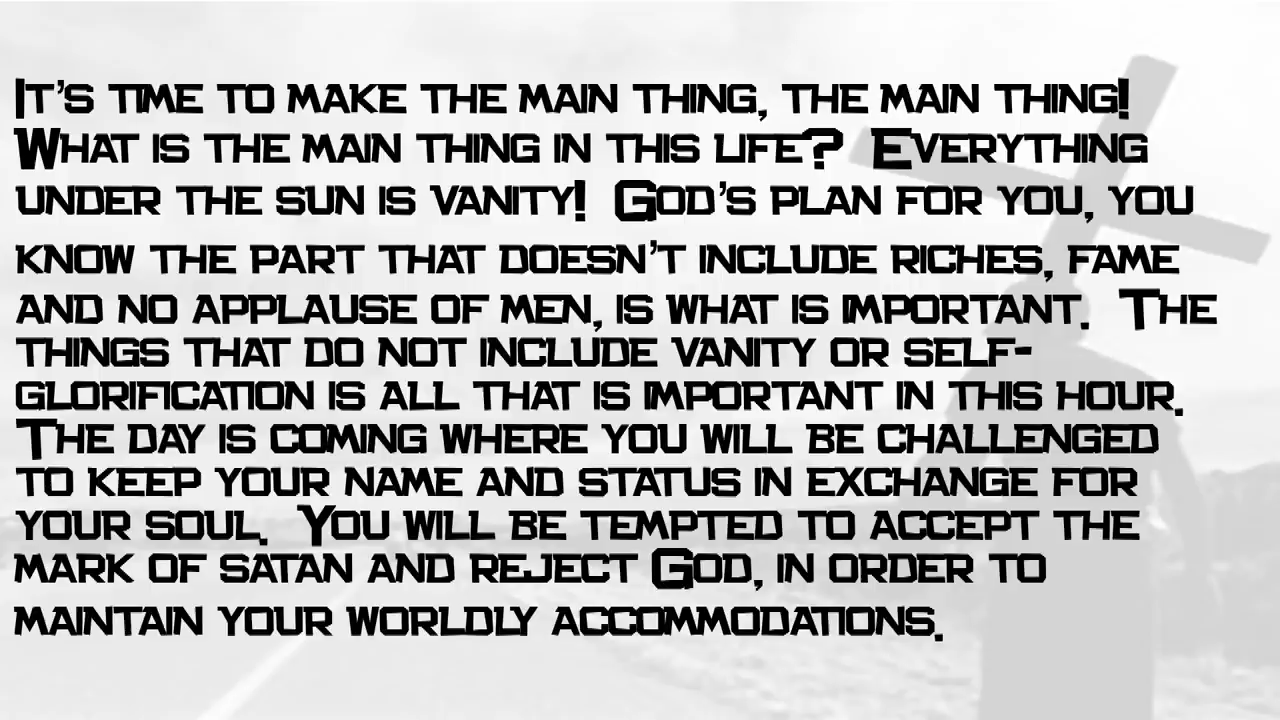 It's time to make the main thing, the main thing!
What is the main thing in this life?  Everything
under the sun is vanity!  God's plan for you, you
know the part that doesn't include riches, fame
and no applause of men, is what is important.  The
things that do not include vanity or self-
glorification is all that is important in this hour.
The day is coming where you will be challenged
to keep your name and status in exchange for
your soul.  You will be tempted to accept the
mark of satan and reject God, in order to
maintain your worldly accommodations.